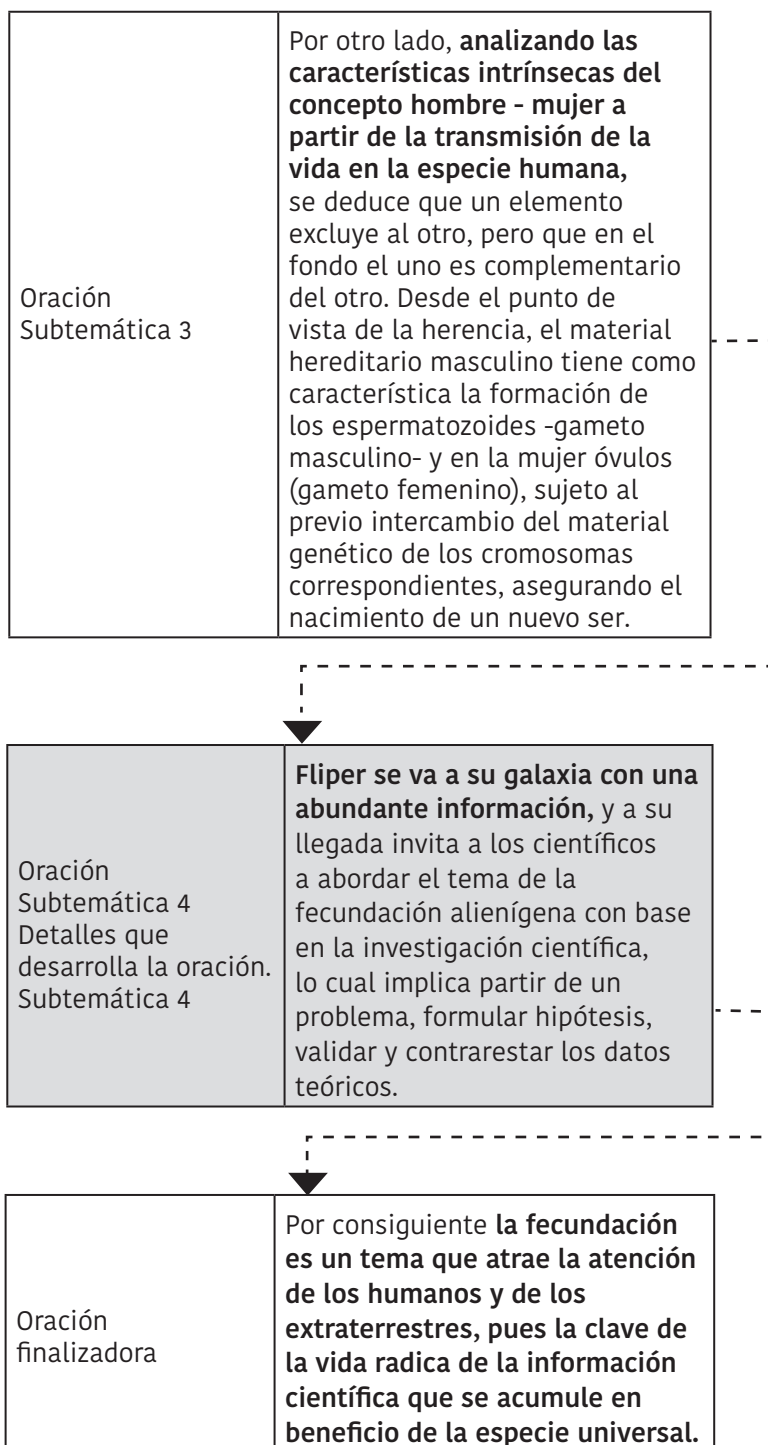 Oración
Subtemática 3
Por otro lado, analizando las
características intrínsecas del
concepto hombre - mujer a
partir de la transmisión de la
vida en la especie humana,
se deduce que un elemento
excluye al otro, pero que en el
fondo el uno es complementario
del otro. Desde el punto de
vista de la herencia, el material
hereditario masculino tiene como
característica la formación de
los espermatozoides -gameto
masculino- y en la mujer óvulos
(gameto femenino), sujeto al
previo intercambio del material
genético de los cromosomas
correspondientes, asegurando el
nacimiento de un nuevo ser.
Oración
Subtemática 4
Detalles que
desarrolla la oración.
Subtemática 4
Fliper se va a su galaxia con una
abundante información, y a su
llegada invita a los científicos
a abordar el tema de la
fecundación alienígena con base
en la investigación científica,
lo cual implica partir de un
problema, formular hipótesis,
validar y contrarestar los datos
teóricos.
Oración
finalizadora
Por consiguiente la fecundación
es un tema que atrae la atención
de los humanos y de los
extraterrestres, pues la clave de
la vida radica de la información
científica que se acumule en
beneficio de la especie universal.